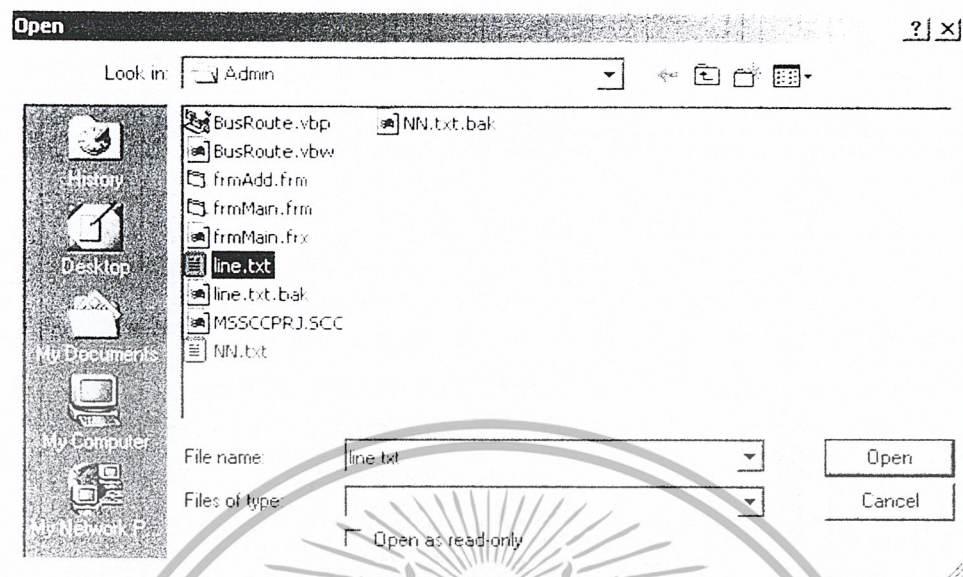 Open
Look in: Admin
BusRoute.vbp
BusRoute.vbw
frmAdd.frm
frmMain.frm
frmMain.frx
line.txt
line.txt.bak
MSSCCPRJ.SCC
NN.txt
NN.txt.bak
History
Desktop
My Documents
My Computer
My Network P...
File name: line.txt
Open
Files of type:
Cancel
Open as read-only